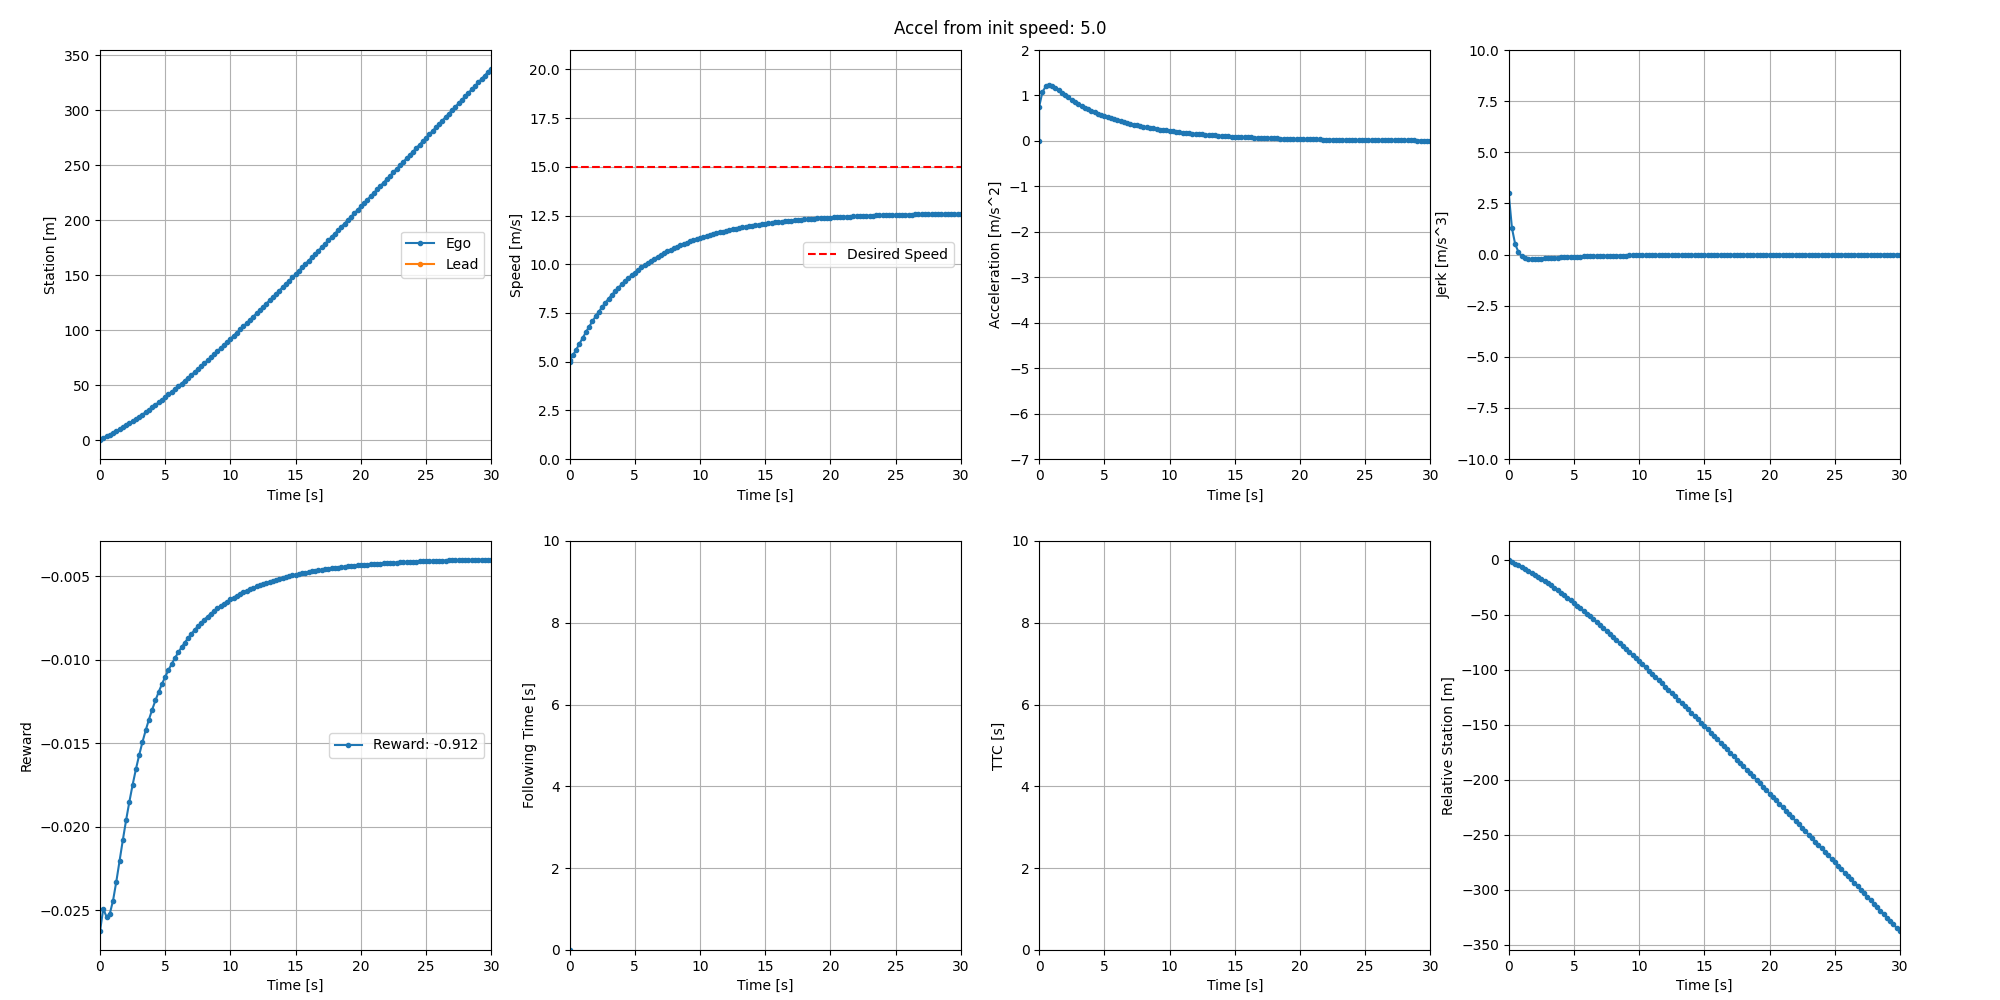 Accel from init speed: 5.0
350
300
250
200
150
100
50
0
Station [m]
Ego
Lead
0 5 10 15 20 25 30
Time [s]
20.0
17.5
15.0
12.5
10.0
7.5
5.0
2.5
0.0
Speed [m/s]
Desired Speed
0 5 10 15 20 25 30
Time [s]
2
1
0
−1
−2
−3
−4
−5
−6
−7
Acceleration [m/s^2]
0 5 10 15 20 25 30
Time [s]
10.0
7.5
5.0
2.5
0.0
−2.5
−5.0
−7.5
−10.0
Jerk [m/s^3]
0 5 10 15 20 25 30
Time [s]
−0.005
−0.010
−0.015
−0.020
−0.025
Reward
Reward: -0.912
0 5 10 15 20 25 30
Time [s]
10
8
6
4
2
0
Following Time [s]
0 5 10 15 20 25 30
Time [s]
10
8
6
4
2
0
TTC [s]
0 5 10 15 20 25 30
Time [s]
0
−50
−100
−150
−200
−250
−300
−350
Relative Station [m]
0 5 10 15 20 25 30
Time [s]